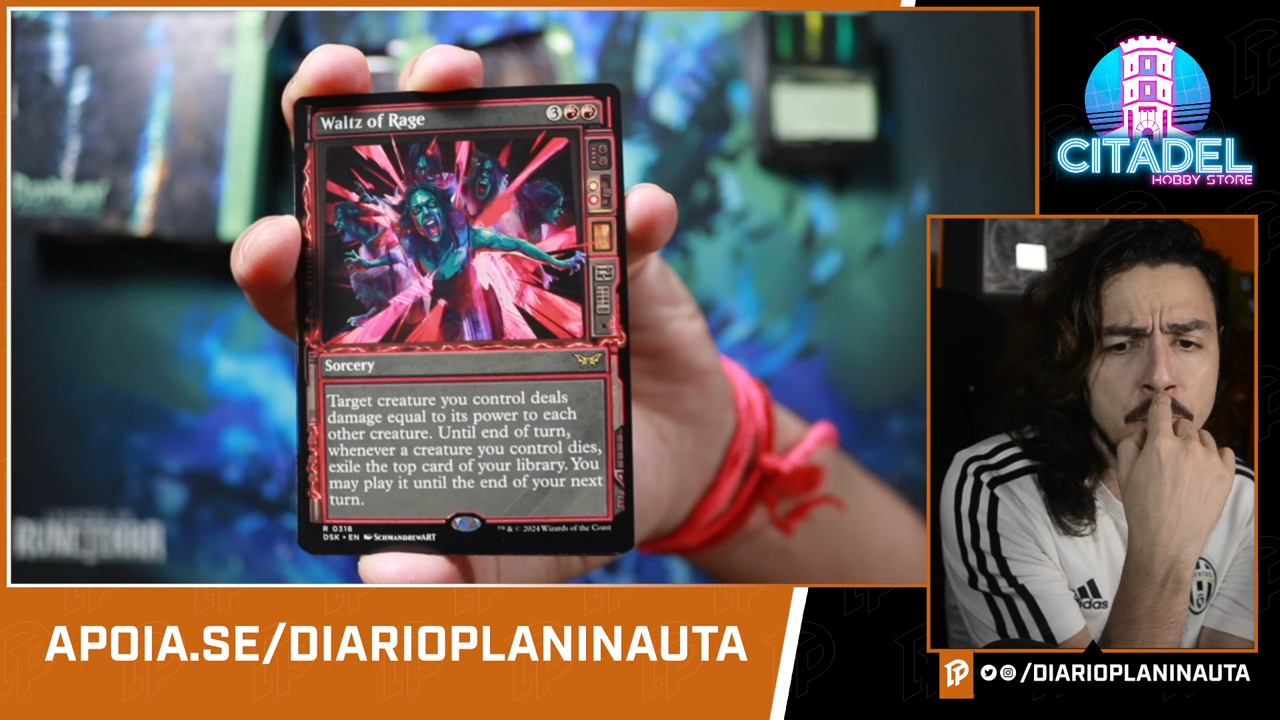 Waltz of Rage
3
Sorcery
Target creature you control deals
damage equal to its power to each
other creature. Until end of turn,
whenever a creature you control dies,
exile the top card of your library. You
may play it until the end of your next
turn.
R 0318
DSK • EN SCHMANDREWART
™ & © 2024 Wizards of the Coast
CITADEL
HOBBY STORE
adidas
APOIA.SE/DIARIOPLANINAUTA
/DIARIOPLANINAUTA